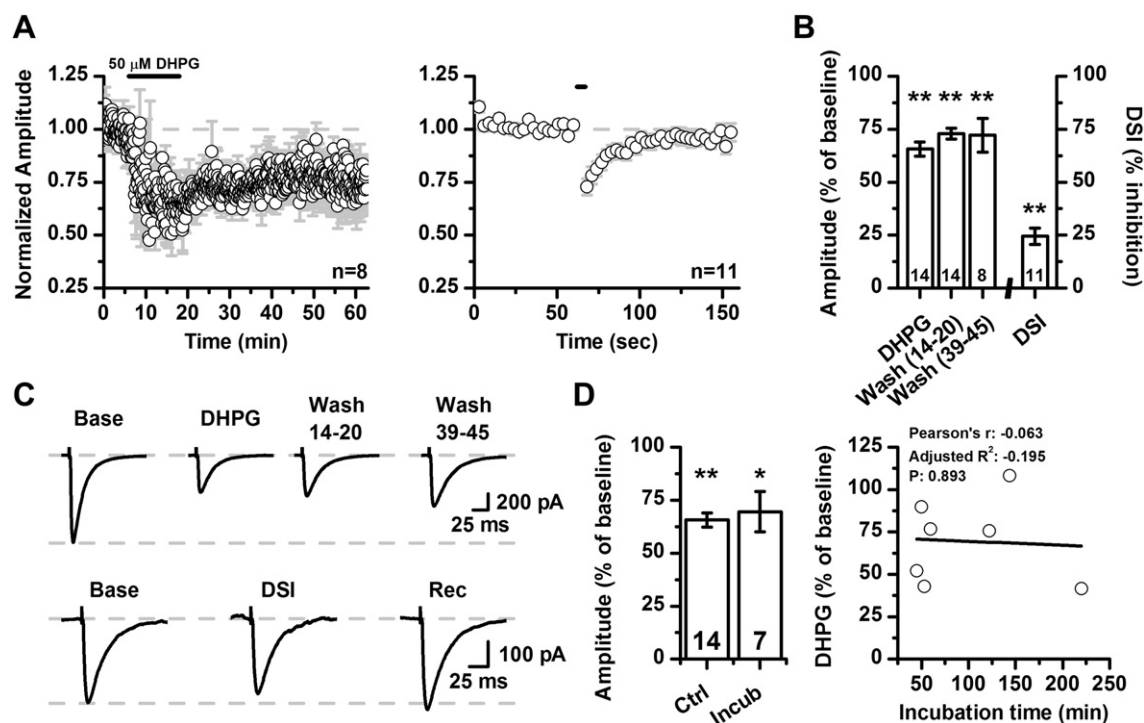 A
50 µM DHPG
1.25
1.00
0.75
0.50
0.25
Normalized Amplitude
0 10 20 30 40 50 60
Time (min)
n=8
1.25
1.00
0.75
0.50
0.25
0 50 100 150
Time (sec)
n=11
B
100
75
50
25
0
Amplitude (% of baseline)
** ** ** **
14 14 8 11
100
75
50
25
0
DSI (% inhibition)
DHPG
Wash (14-20)
Wash (39-45)
DSI
C
Base
DHPG
Wash
14-20
Wash
39-45
200 pA
25 ms
Base
DSI
Rec
100 pA
25 ms
D
100
75
50
25
0
Amplitude (% of baseline)
** *
14 7
Ctrl
Incub
Pearson's r: -0.063
Adjusted R²: -0.195
P: 0.893
125
100
75
50
25
0
DHPG (% of baseline)
50 100 150 200 250
Incubation time (min)